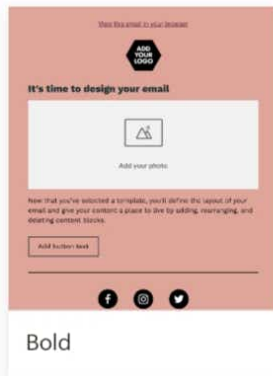 View this email in your browser
ADD
YOUR
LOGO
It's time to design your email
Add your photo
Now that you've selected a template, you'll define the layout of your
email and give your content a place to live by adding, rearranging, and
deleting content blocks.
Add button text
Bold